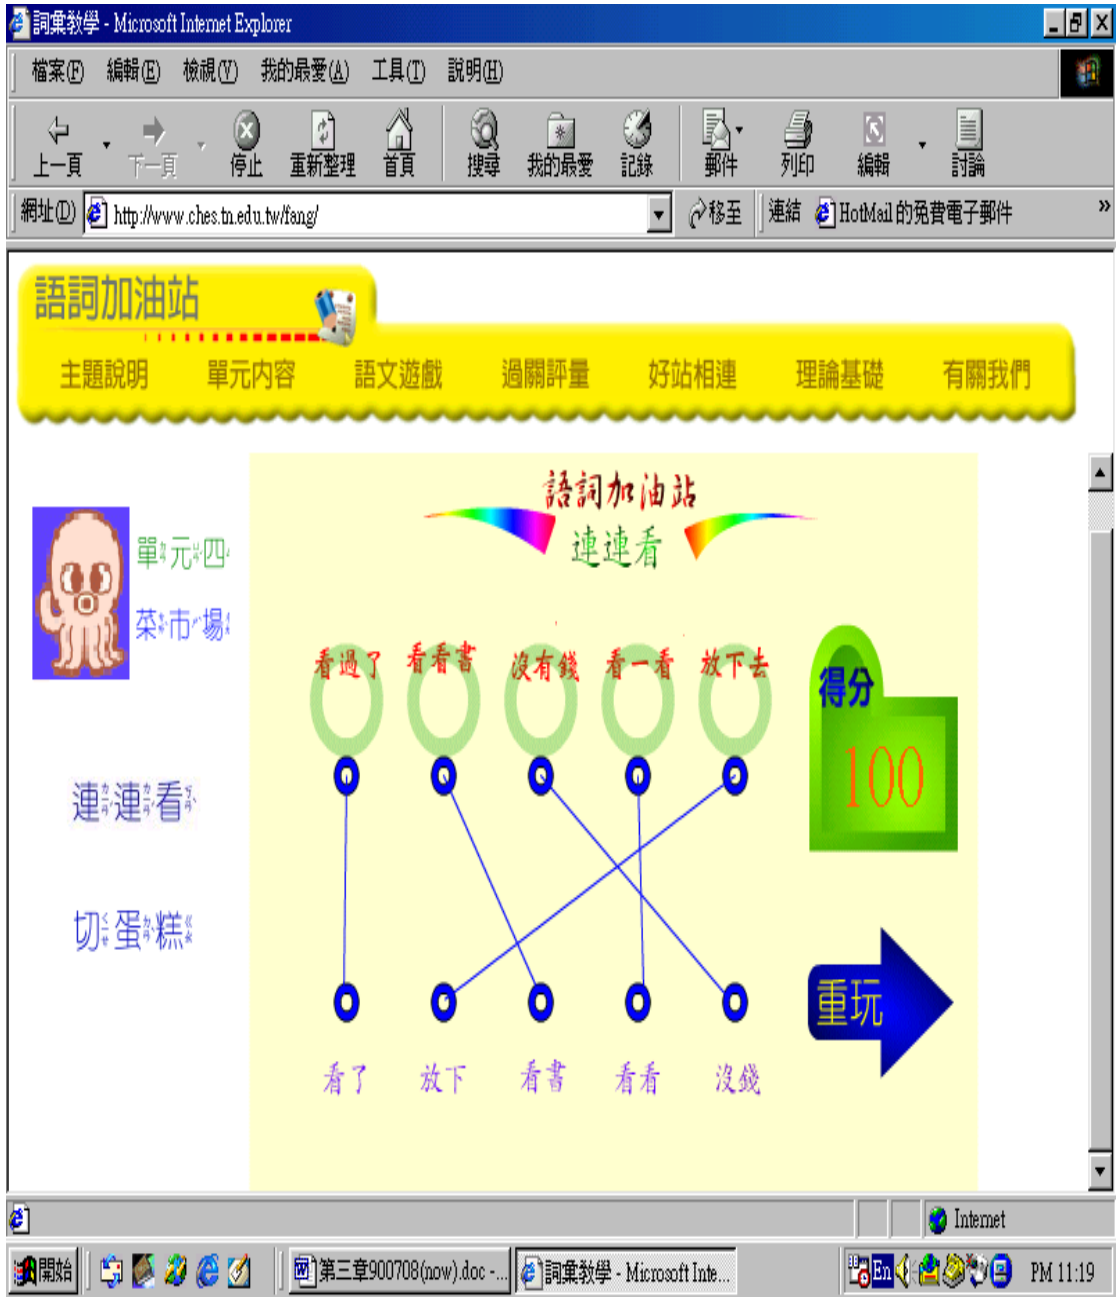 詞彙教學 - Microsoft Internet Explorer
檔案(F) 編輯(E) 檢視(V) 我的最愛(A) 工具(T) 說明(H)
上一頁 下一頁 停止 重新整理 首頁 搜尋 我的最愛 記錄 郵件 列印 編輯 討論
網址(D) http://www.ches.tn.edu.tw/fang/ 移至 連結 HotMail 的免費電子郵件 »
語詞加油站
主題說明 單元內容 語文遊戲 過關評量 好站相連 理論基礎 有關我們
語詞加油站
連連看
單元四
菜市場
連連看
切蛋糕
看過了 看看書 沒有錢 看一看 放下去
得分
100
重玩
看了 放下 看書 看看 沒錢
Internet
開始 第三章900708(now).doc -... 詞彙教學 - Microsoft Inte... En PM 11:19